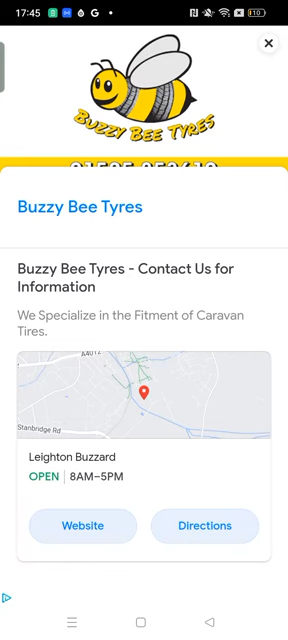 17:45
10
BUZZY BEE TYRES
Buzzy Bee Tyres
Buzzy Bee Tyres - Contact Us for
Information
We Specialize in the Fitment of Caravan
Tires.
A4012
Stanbridge Rd
Leighton Buzzard
OPEN 8AM–5PM
Website
Directions